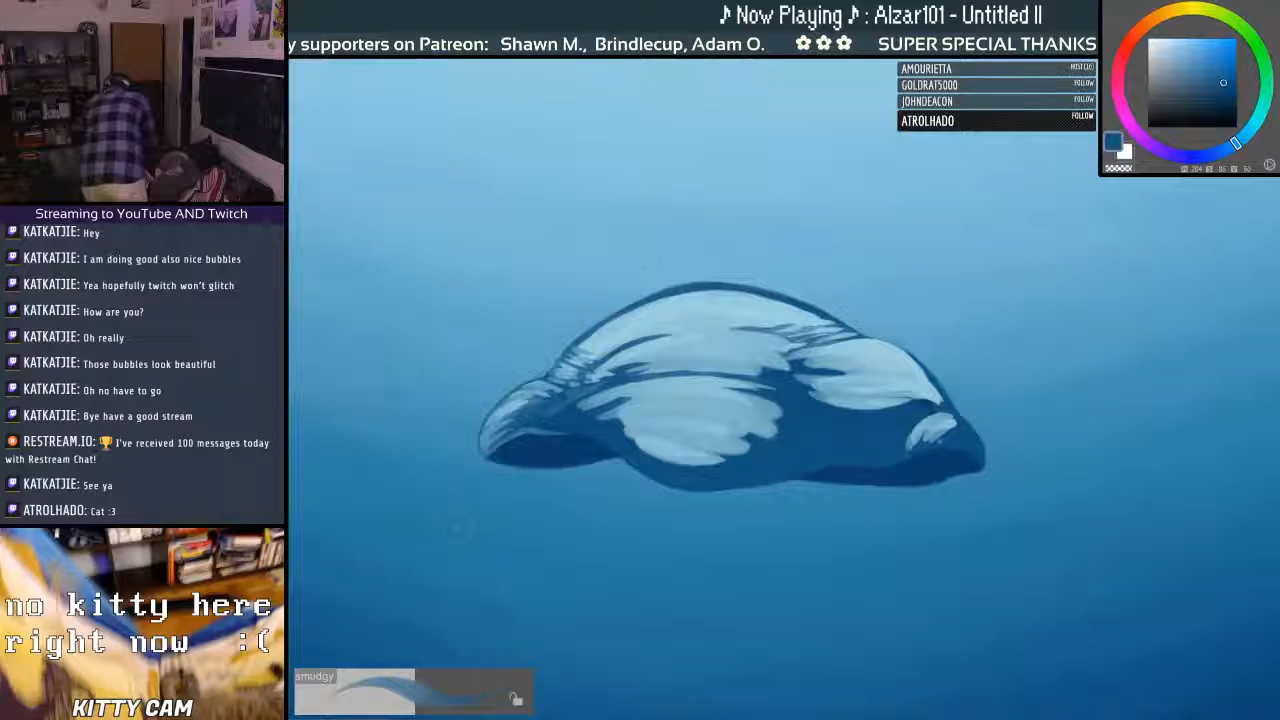 ♪ Now Playing ♪ : Alzar101 - Untitled II
y supporters on Patreon: Shawn M., Brindlecup, Adam O. ✿ ✿ ✿ SUPER SPECIAL THANKS
AMOURIETTA HOST(16)
GOLDRAT5000 FOLLOW
JOHNDEACON FOLLOW
ATROLHADO FOLLOW
Streaming to YouTube AND Twitch
KATKATJIE: Hey
KATKATJIE: I am doing good also nice bubbles
KATKATJIE: Yea hopefully twitch won't glitch
KATKATJIE: How are you?
KATKATJIE: Oh really
KATKATJIE: Those bubbles look beautiful
KATKATJIE: Oh no have to go
KATKATJIE: Bye have a good stream
RESTREAM.IO: 🏆 I've received 100 messages today
with Restream Chat!
KATKATJIE: See ya
ATROLHADO: Cat :3
no kitty here
right now :(
KITTY CAM
smudgy